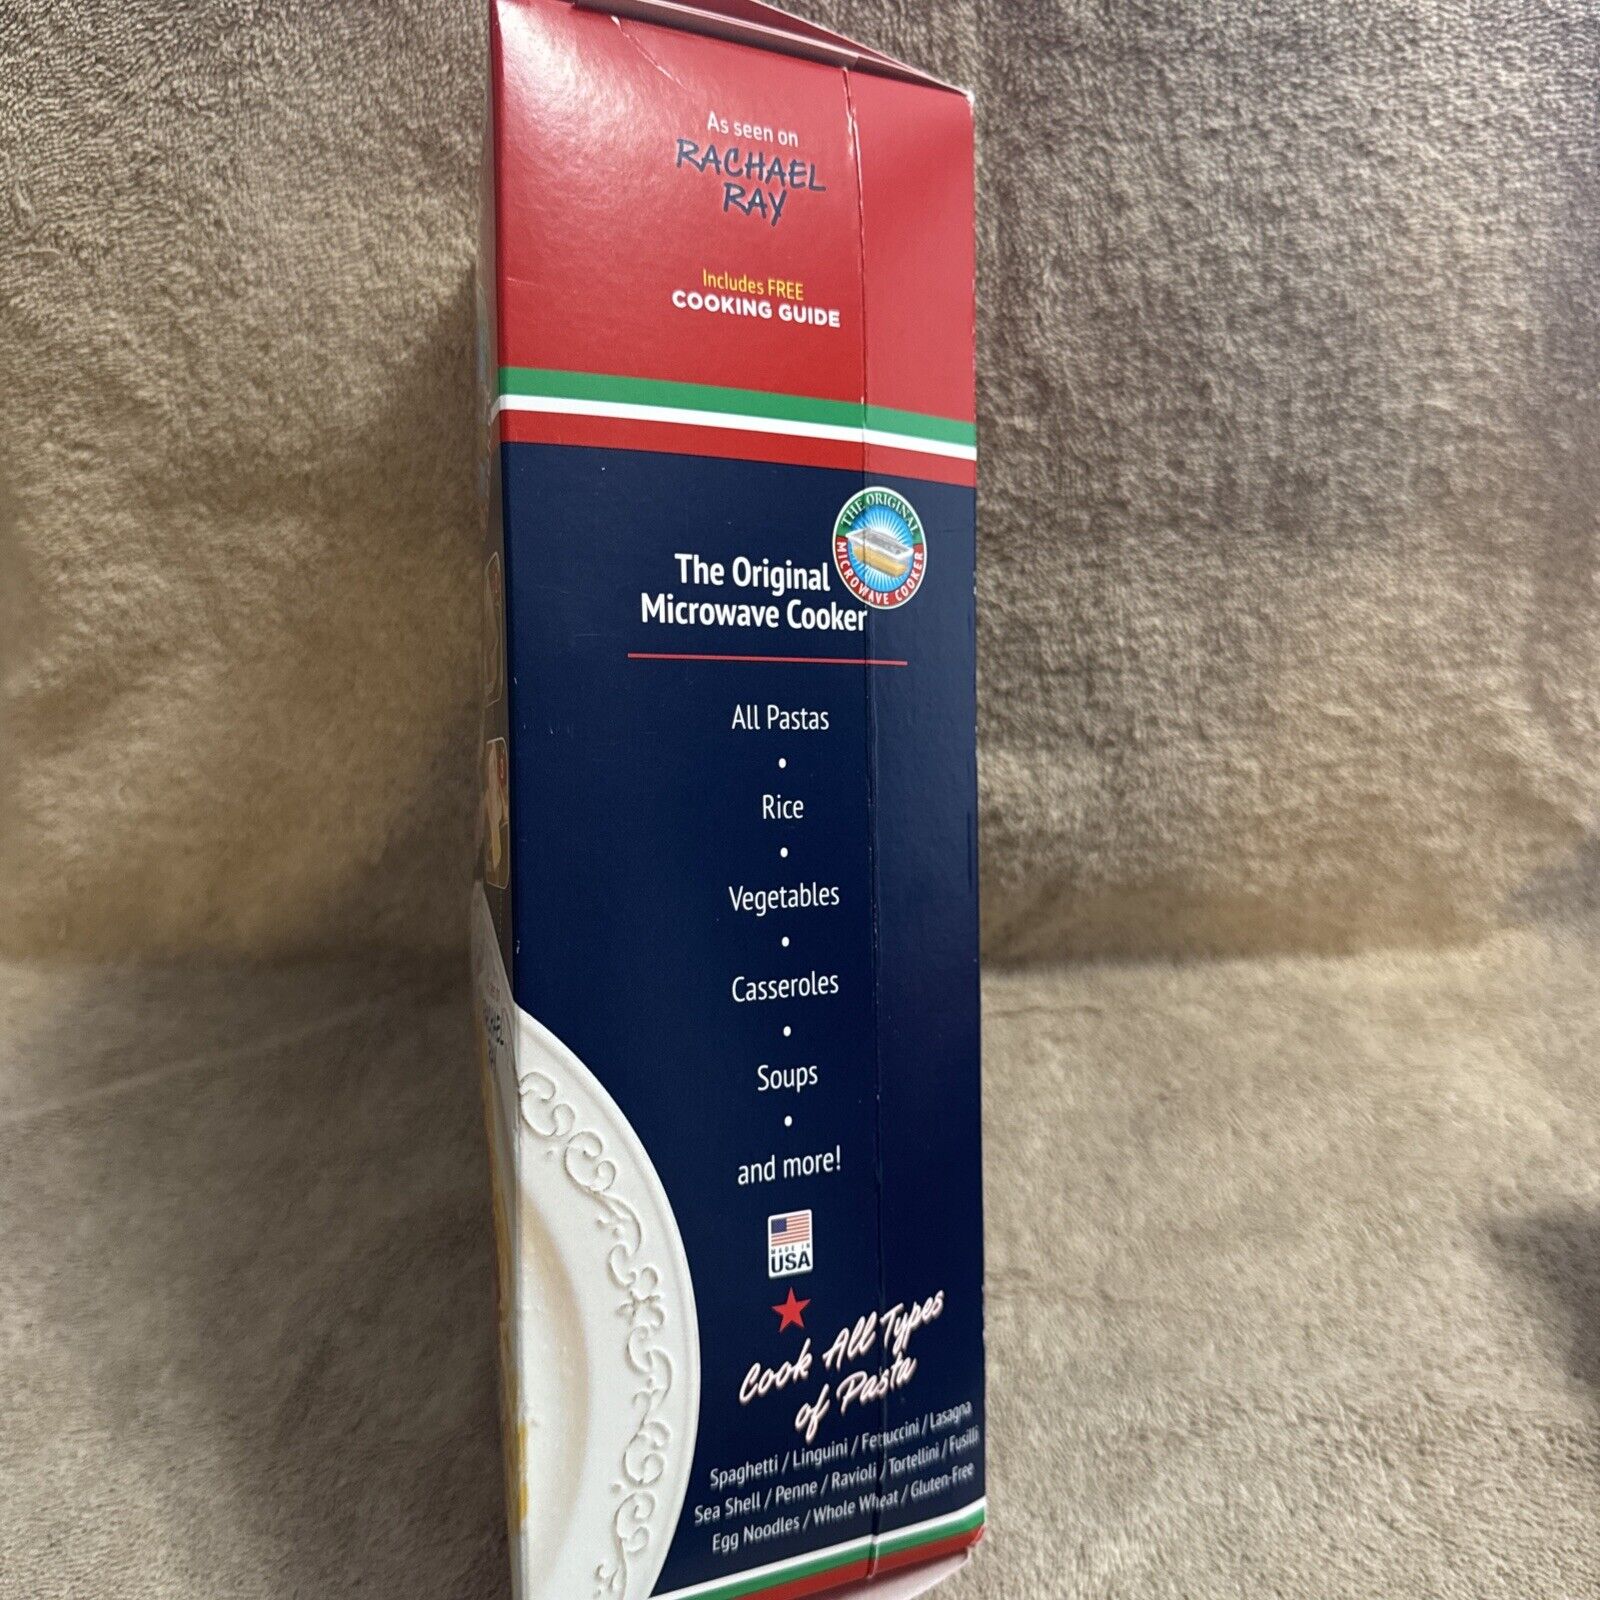 As seen on
RACHAEL
RAY
Includes FREE
COOKING GUIDE
THE ORIGINAL
MICROWAVE COOKER
The Original
Microwave Cooker
All Pastas
•
Rice
•
Vegetables
•
Casseroles
•
Soups
•
and more!
MADE IN
USA
Cook All Types
of Pasta
Spaghetti / Linguini / Fettuccini / Lasagna
Sea Shell / Penne / Ravioli / Tortellini / Fusilli
Egg Noodles / Whole Wheat / Gluten-Free